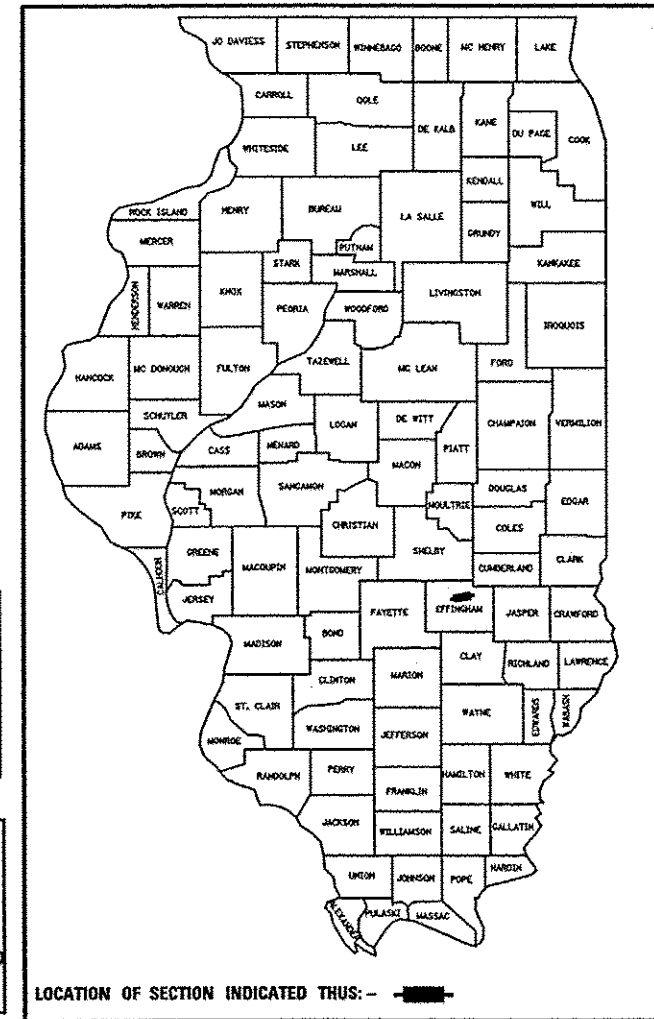 JO DAVIESS STEPHENSON WINNEBAGO BOONE MC HENRY LAKE
CARROLL OGLE DE KALB KANE DU PAGE COOK
WHITESIDE LEE KENDALL WILL
ROCK ISLAND HENRY BUREAU LA SALLE GRUNDY
MERCER PUTNAM KANKAKEE
HENDERSON WARREN KNOX STARK MARSHALL LIVINGSTON
PEORIA WOODFORD IROQUOIS
HANCOCK MC DONOUGH FULTON TAZEWELL MC LEAN FORD
SCHUYLER MASON LOGAN DE WITT CHAMPAION VERMILION
ADAMS BROWN CASS MENARD MACON PIATT
PIKE SCOTT MORGAN SANGAMON CHRISTIAN MOULTRIE DOUGLAS EDGAR
COLES
CALHOUN GREENE MACOUPIN MONTGOMERY SHELBY CUMBERLAND CLARK
JERSEY FAYETTE EFFINGHAM JASPER CRAWFORD
MADISON BOND CLAY RICHLAND LAWRENCE
CLINTON MARION
ST. CLAIR WASHINGTON JEFFERSON WAYNE EDWARDS WABASH
MONROE
RANDOLPH PERRY HAMILTON WHITE
FRANKLIN
JACKSON WILLIAMSON SALINE GALLATIN
UNION JOHNSON POPE HARDIN
ALEXANDER PULASKI MASSAC
LOCATION OF SECTION INDICATED THUS: -